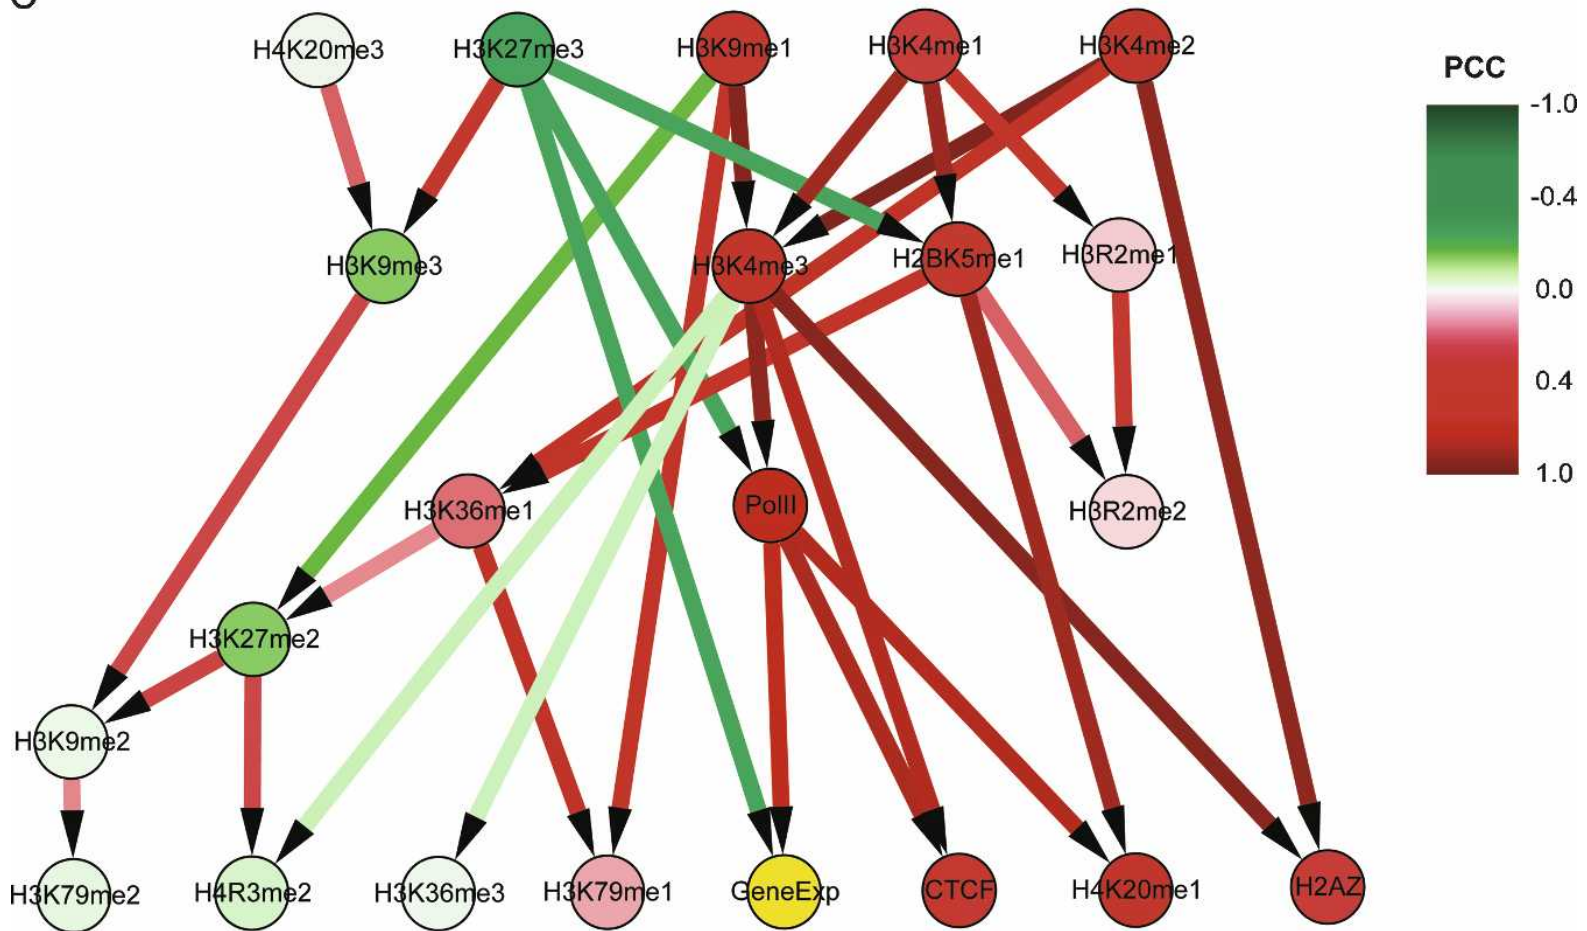 H4K20me3
H3K27me3
H3K9me1
H3K4me1
H3K4me2
PCC
-1.0
-0.4
0.0
0.4
1.0
H3K9me3
H3K4me3
H2BK5me1
H3R2me1
H3K36me1
PolII
H3R2me2
H3K27me2
H3K9me2
H3K79me2
H4R3me2
H3K36me3
H3K79me1
GeneExp
CTCF
H4K20me1
H2AZ